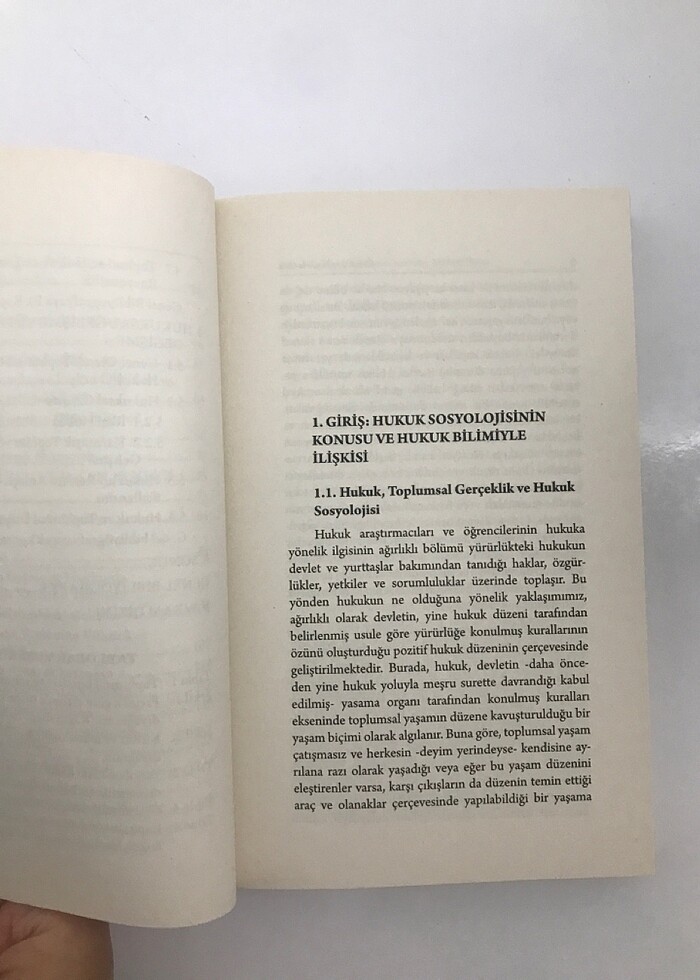 1. GİRİŞ: HUKUK SOSYOLOJİSİNİN
KONUSU VE HUKUK BİLİMİYLE
İLİŞKİSİ
1.1. Hukuk, Toplumsal Gerçeklik ve Hukuk
Sosyolojisi
Hukuk araştırmacıları ve öğrencilerinin hukuka
yönelik ilgisinin ağırlıklı bölümü yürürlükteki hukukun
devlet ve yurttaşlar bakımından tanıdığı haklar, özgür-
lükler, yetkiler ve sorumluluklar üzerinde toplaşır. Bu
yönden hukukun ne olduğuna yönelik yaklaşımımız,
ağırlıklı olarak devletin, yine hukuk düzeni tarafından
belirlenmiş usule göre yürürlüğe konulmuş kurallarının
özünü oluşturduğu pozitif hukuk düzeninin çerçevesinde
geliştirilmektedir. Burada, hukuk, devletin -daha önce-
den yine hukuk yoluyla meşru surette davrandığı kabul
edilmiş- yasama organı tarafından konulmuş kuralları
ekseninde toplumsal yaşamın düzene kavuşturulduğu bir
yaşam biçimi olarak algılanır. Buna göre, toplumsal yaşam
çatışmasız ve herkesin -deyim yerindeyse- kendisine ay-
rılana razı olarak yaşadığı veya eğer bu yaşam düzenini
eleştirenler varsa, karşı çıkışların da düzenin temin ettiği
araç ve olanaklar çerçevesinde yapılabildiği bir yaşama